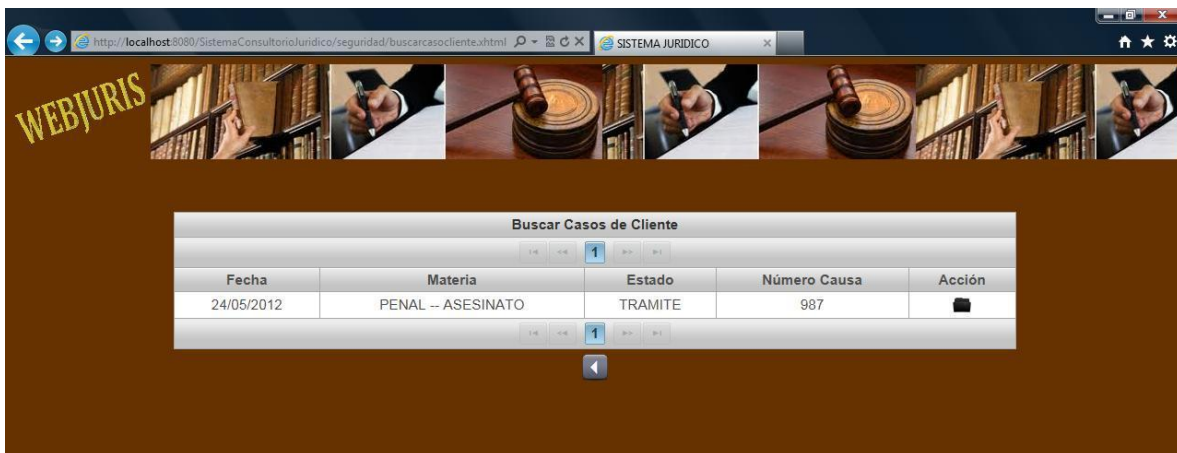 http://localhost:8080/SistemaConsultorioJuridico/seguridad/buscarcasocliente.xhtml
SISTEMA JURIDICO
WEBJURIS
Buscar Casos de Cliente
1
Fecha Materia Estado Número Causa Acción
24/05/2012 PENAL -- ASESINATO TRAMITE 987
1